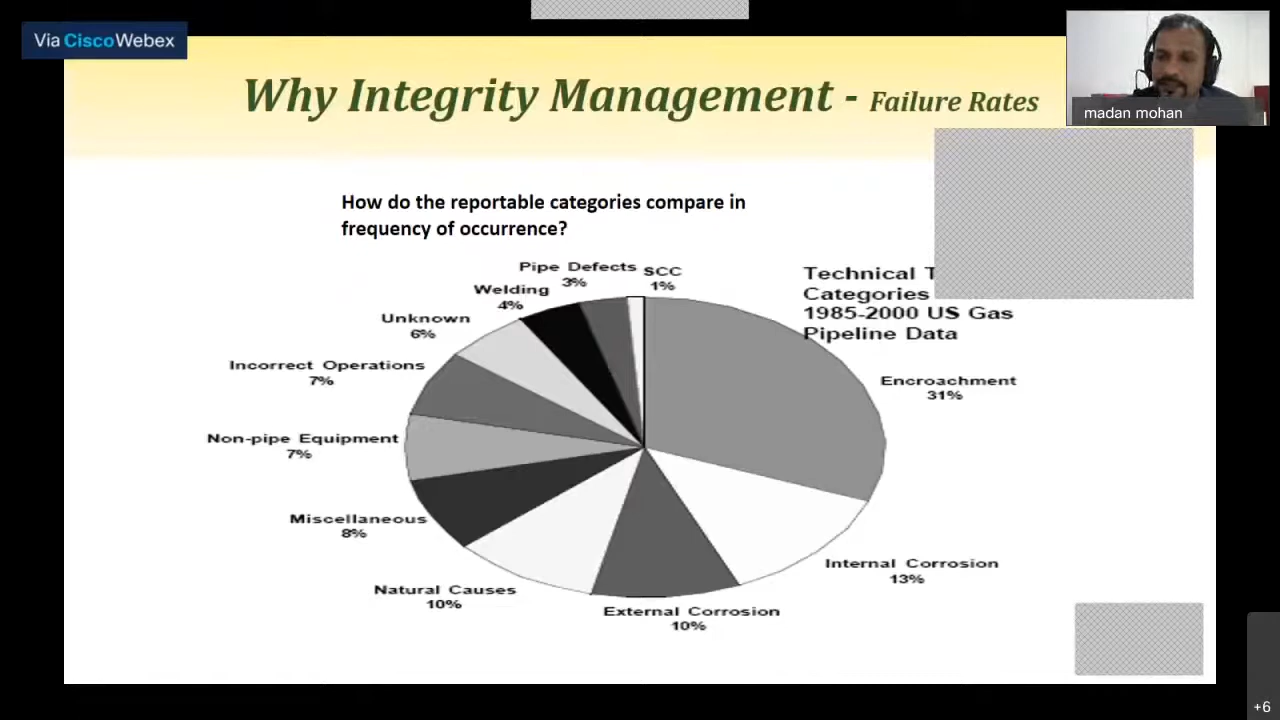 Via Cisco Webex
Why Integrity Management - Failure Rates
madan mohan
How do the reportable categories compare in
frequency of occurrence?
Technical
Categories
1985-2000 US Gas
Pipeline Data
Pipe Defects
3%
SCC
1%
Welding
4%
Unknown
6%
Incorrect Operations
7%
Non-pipe Equipment
7%
Miscellaneous
8%
Natural Causes
10%
External Corrosion
10%
Internal Corrosion
13%
Encroachment
31%
+6